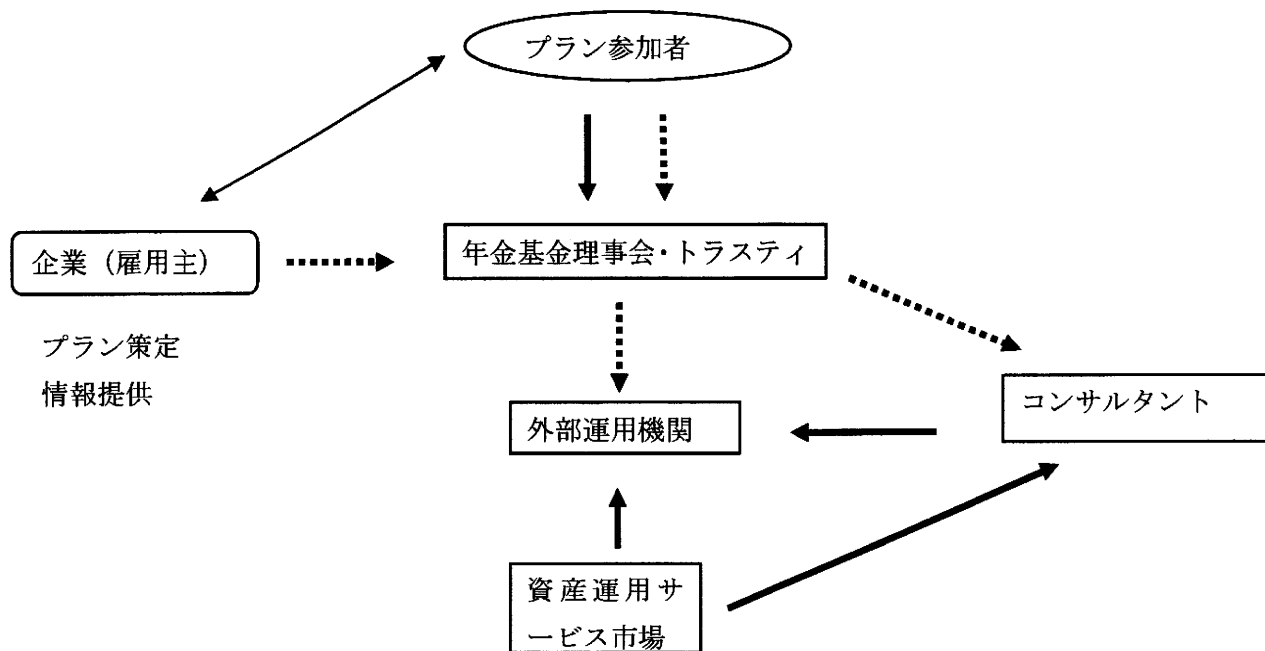 プラン参加者
企業（雇用主）
年金基金理事会・トラスティ
プラン策定
情報提供
コンサルタント
外部運用機関
資産運用サ
ービス市場